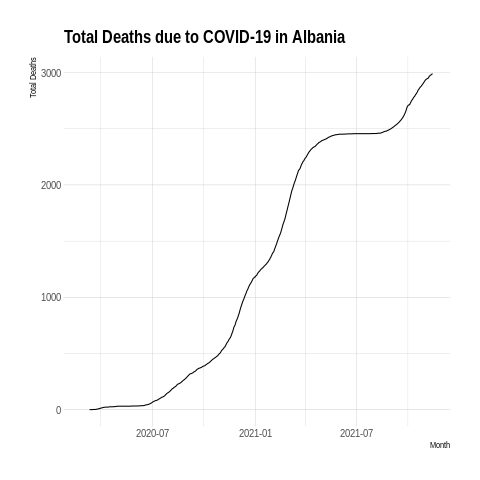 Total Deaths due to COVID-19 in Albania
Total Deaths
3000
2000
1000
0
2020-07
2021-01
2021-07
Month